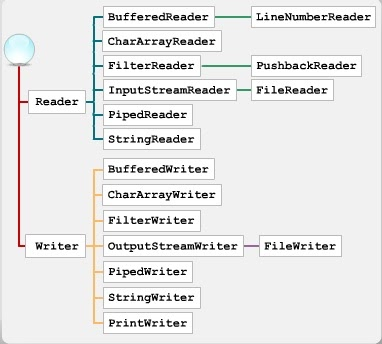 BufferedReader LineNumberReader
CharArrayReader
FilterReader PushbackReader
InputStreamReader FileReader
Reader
PipedReader
StringReader
BufferedWriter
CharArrayWriter
FilterWriter
Writer OutputStreamWriter FileWriter
PipedWriter
StringWriter
PrintWriter